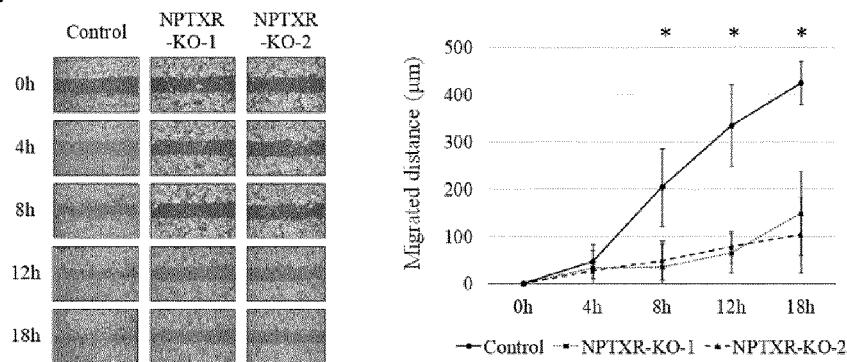 Control NPTXR-KO-1 NPTXR-KO-2
0h
4h
8h
12h
18h
* * *
500
400
300
200
100
0
Migrated distance (μm)
0h 4h 8h 12h 18h
Control NPTXR-KO-1 NPTXR-KO-2